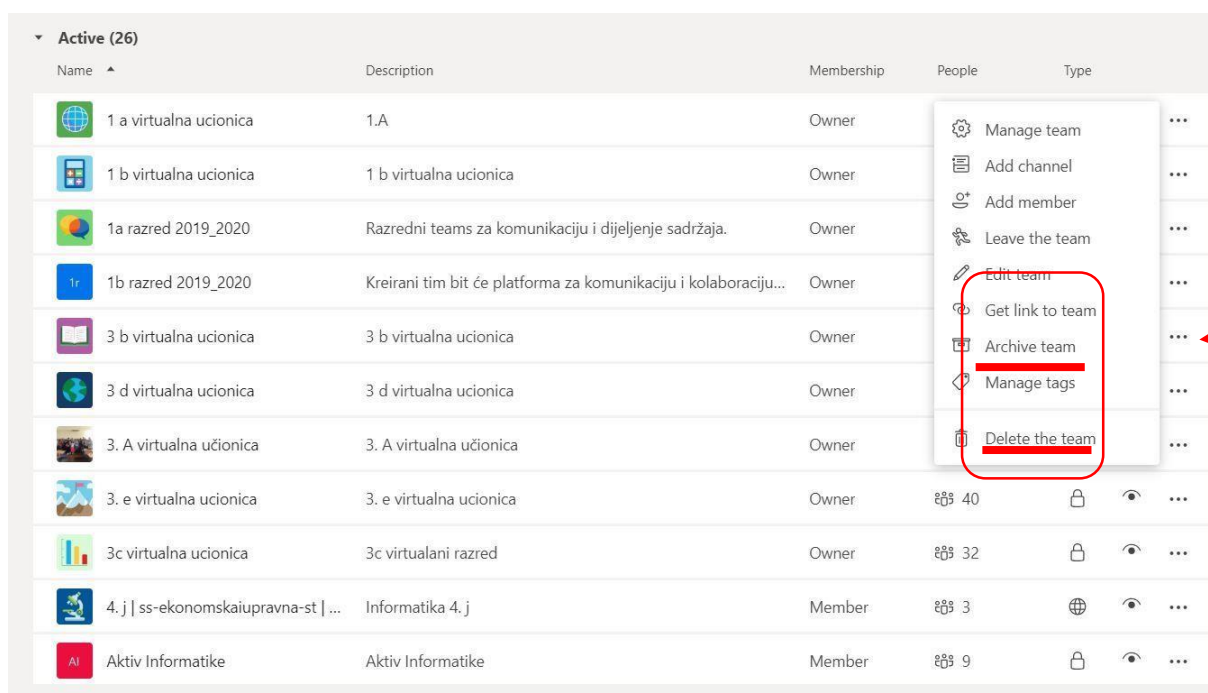 Active (26)
Name Description Membership People Type
1 a virtualna ucionica 1.A Owner
Manage team
1 b virtualna ucionica 1 b virtualna ucionica Owner
Add channel
Add member
1a razred 2019_2020 Razredni teams za komunikaciju i dijeljenje sadržaja. Owner
Leave the team
1r 1b razred 2019_2020 Kreirani tim bit će platforma za komunikaciju i kolaboraciju... Owner
Edit team
Get link to team
3 b virtualna ucionica 3 b virtualna ucionica Owner
Archive team
3 d virtualna ucionica 3 d virtualna ucionica Owner
Manage tags
3. A virtualna učionica 3. A virtualna učionica Owner
Delete the team
3. e virtualna ucionica 3. e virtualna ucionica Owner 40
3c virtualna ucionica 3c virtualani razred Owner 32
4. j | ss-ekonomskaiupravna-st | ... Informatika 4. j Member 3
AI Aktiv Informatike Aktiv Informatike Member 9